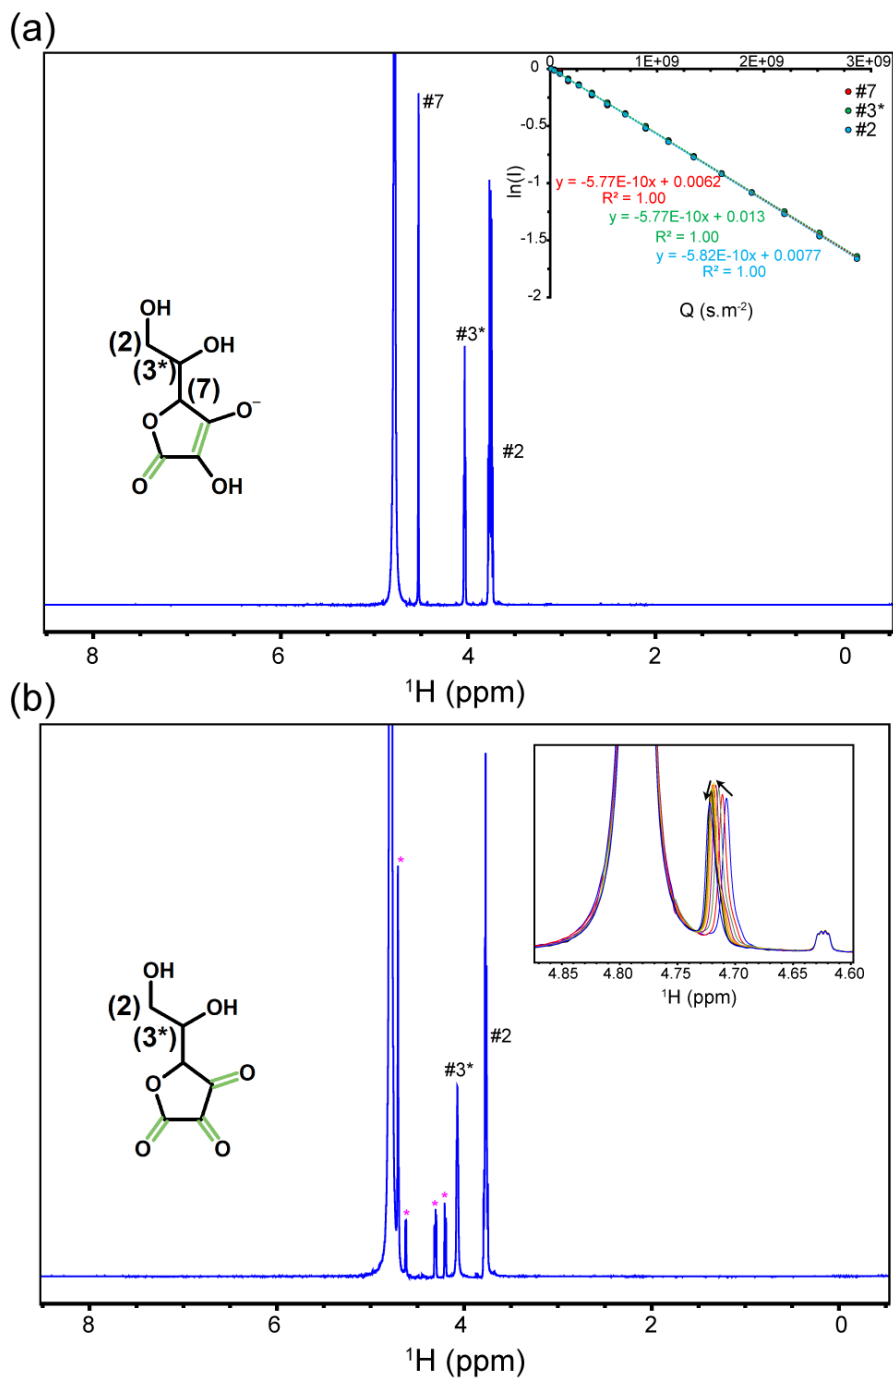 (a)
0 1E+09 2E+09 3E+09
0
-0.5
-1
-1.5
-2
ln(I)
Q (s.m⁻²)
#7
#3*
#2
y = -5.77E-10x + 0.0062
R² = 1.00
y = -5.77E-10x + 0.013
R² = 1.00
y = -5.82E-10x + 0.0077
R² = 1.00
#7
#3*
#2
OH
(2) OH
(3*)
(7)
O O⁻
O OH
8 6 4 2 0
¹H (ppm)
(b)
*
* * *
#3*
#2
4.85 4.80 4.75 4.70 4.65 4.60
¹H (ppm)
OH
(2) OH
(3*)
O O
O O
8 6 4 2 0
¹H (ppm)